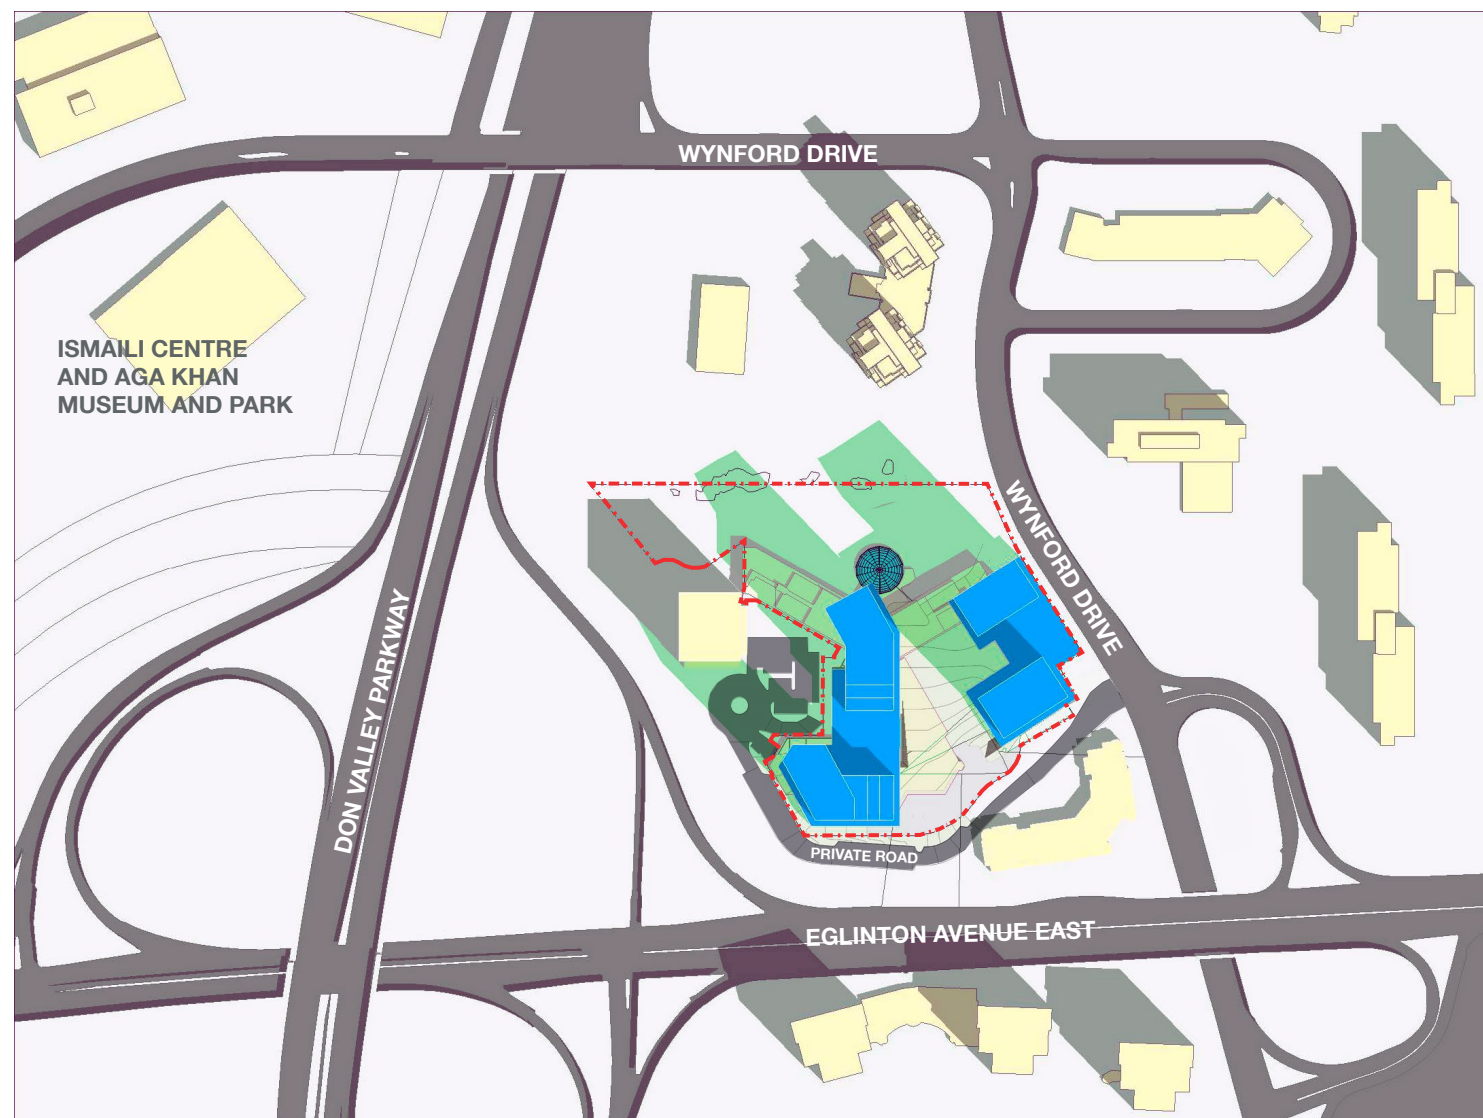 WYNFORD DRIVE
ISMAILI CENTRE
AND AGA KHAN
MUSEUM AND PARK
WYNFORD DRIVE
DON VALLEY PARKWAY
PRIVATE ROAD
EGLINTON AVENUE EAST